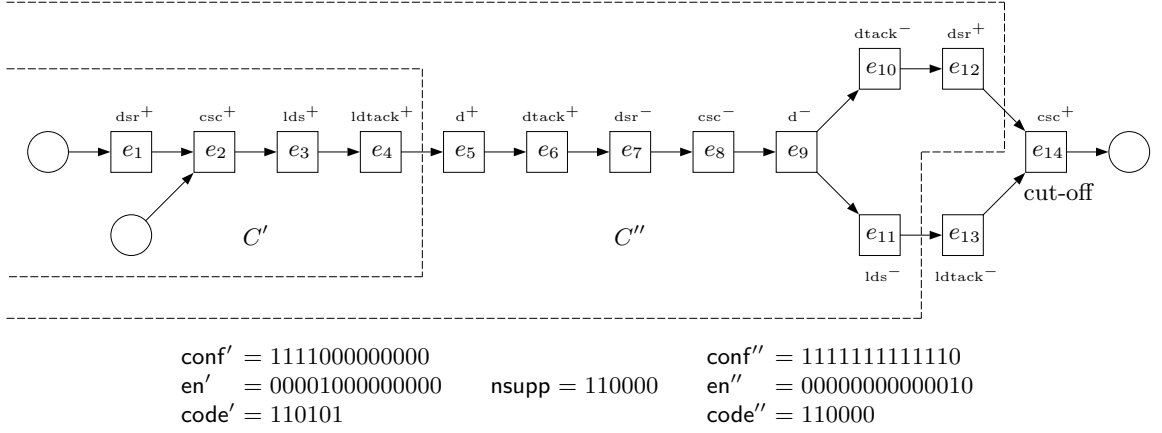 dtack⁻ dsr⁺
e₁₀ e₁₂
dsr⁺ csc⁺ lds⁺ ldtack⁺ d⁺ dtack⁺ dsr⁻ csc⁻ d⁻ csc⁺
e₁ e₂ e₃ e₄ e₅ e₆ e₇ e₈ e₉ e₁₄
cut-off
C′ C″ e₁₁ e₁₃
lds⁻ ldtack⁻
conf′ = 1111000000000 conf″ = 1111111111110
en′ = 00001000000000 nsupp = 110000 en″ = 00000000000010
code′ = 110101 code″ = 110000